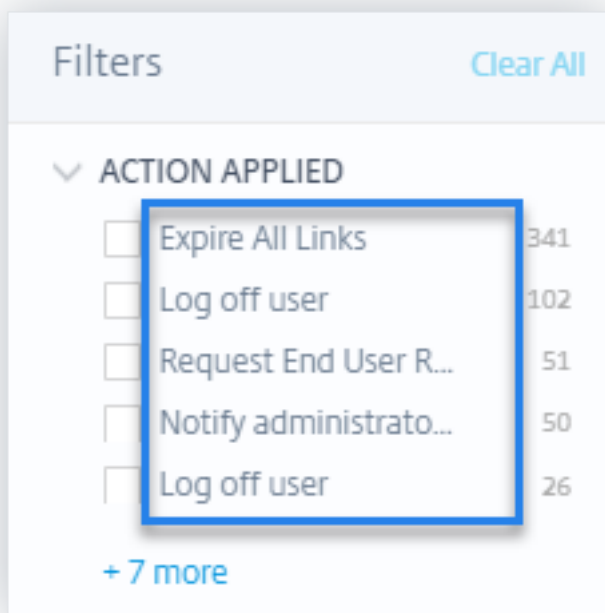 Filters
Clear All
ACTION APPLIED
Expire All Links 341
Log off user 102
Request End User R... 51
Notify administrato... 50
Log off user 26
+ 7 more